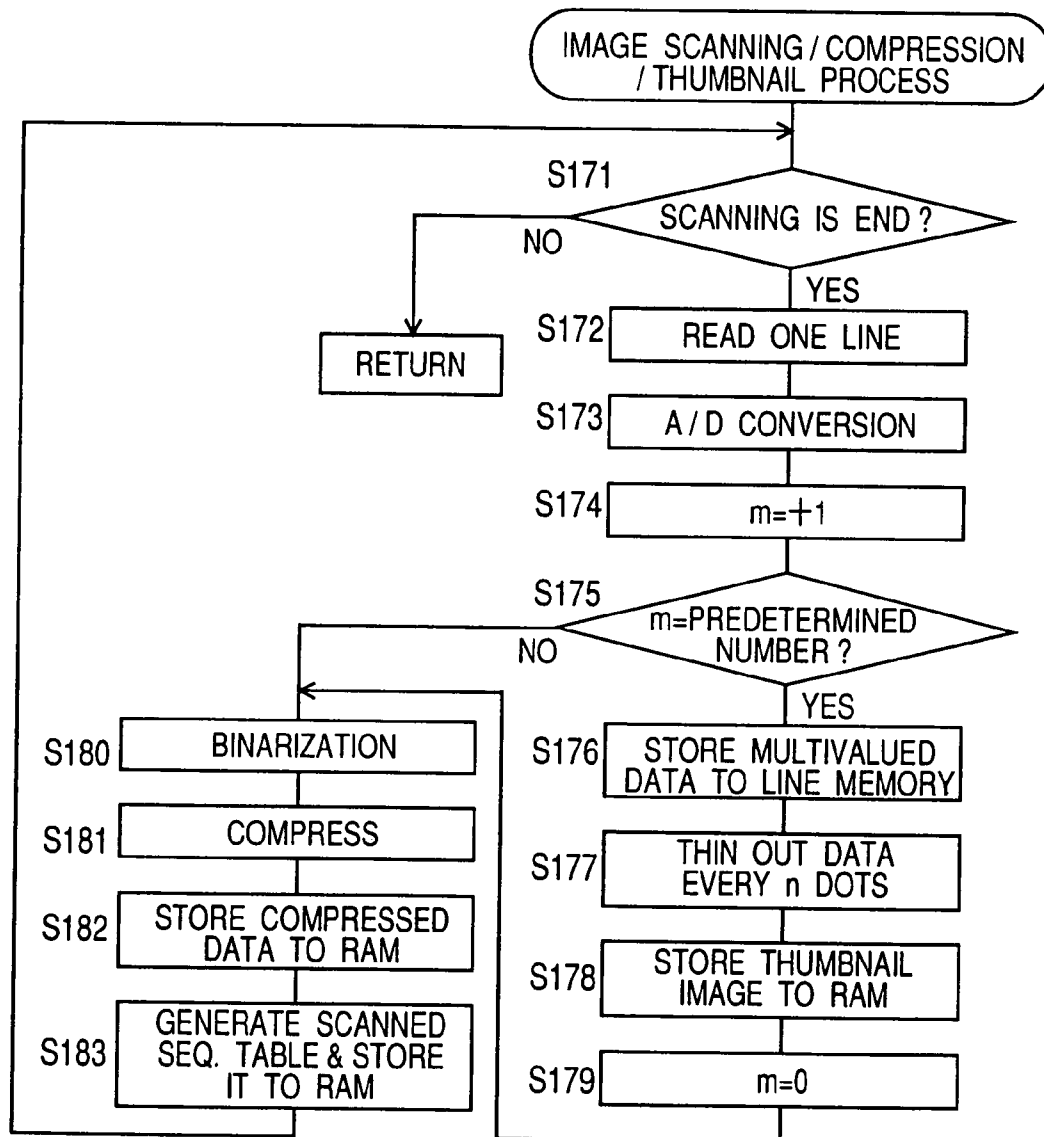 IMAGE SCANNING / COMPRESSION
/ THUMBNAIL PROCESS
S171
SCANNING IS END ?
NO
YES
RETURN
S172
READ ONE LINE
S173
A / D CONVERSION
S174
m=+1
S175
m=PREDETERMINED
NUMBER ?
NO
YES
S176
STORE MULTIVALUED
DATA TO LINE MEMORY
S177
THIN OUT DATA
EVERY n DOTS
S178
STORE THUMBNAIL
IMAGE TO RAM
S179
m=0
S180
BINARIZATION
S181
COMPRESS
S182
STORE COMPRESSED
DATA TO RAM
S183
GENERATE SCANNED
SEQ. TABLE & STORE
IT TO RAM